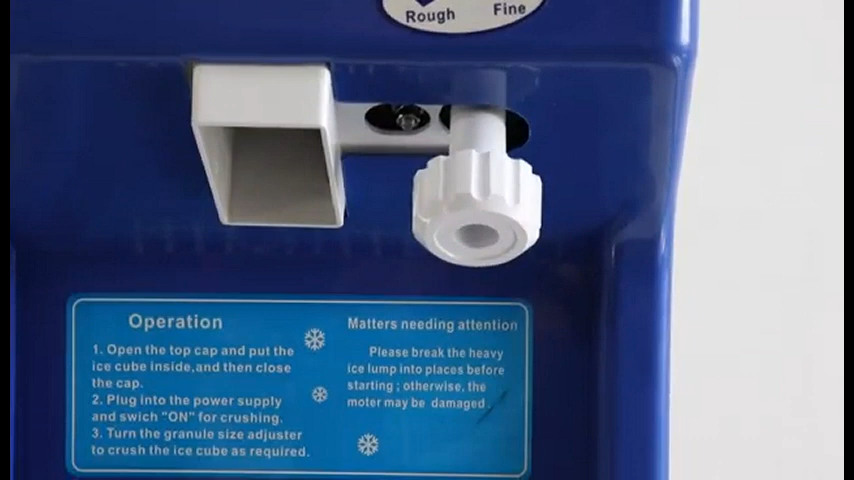 Rough Fine
Operation
1. Open the top cap and put the
ice cube inside,and then close
the cap.
2. Plug into the power supply
and swich "ON" for crushing.
3. Turn the granule size adjuster
to crush the ice cube as required.
Matters needing attention
Please break the heavy
ice lump into places before
starting ; otherwise, the
moter may be damaged.